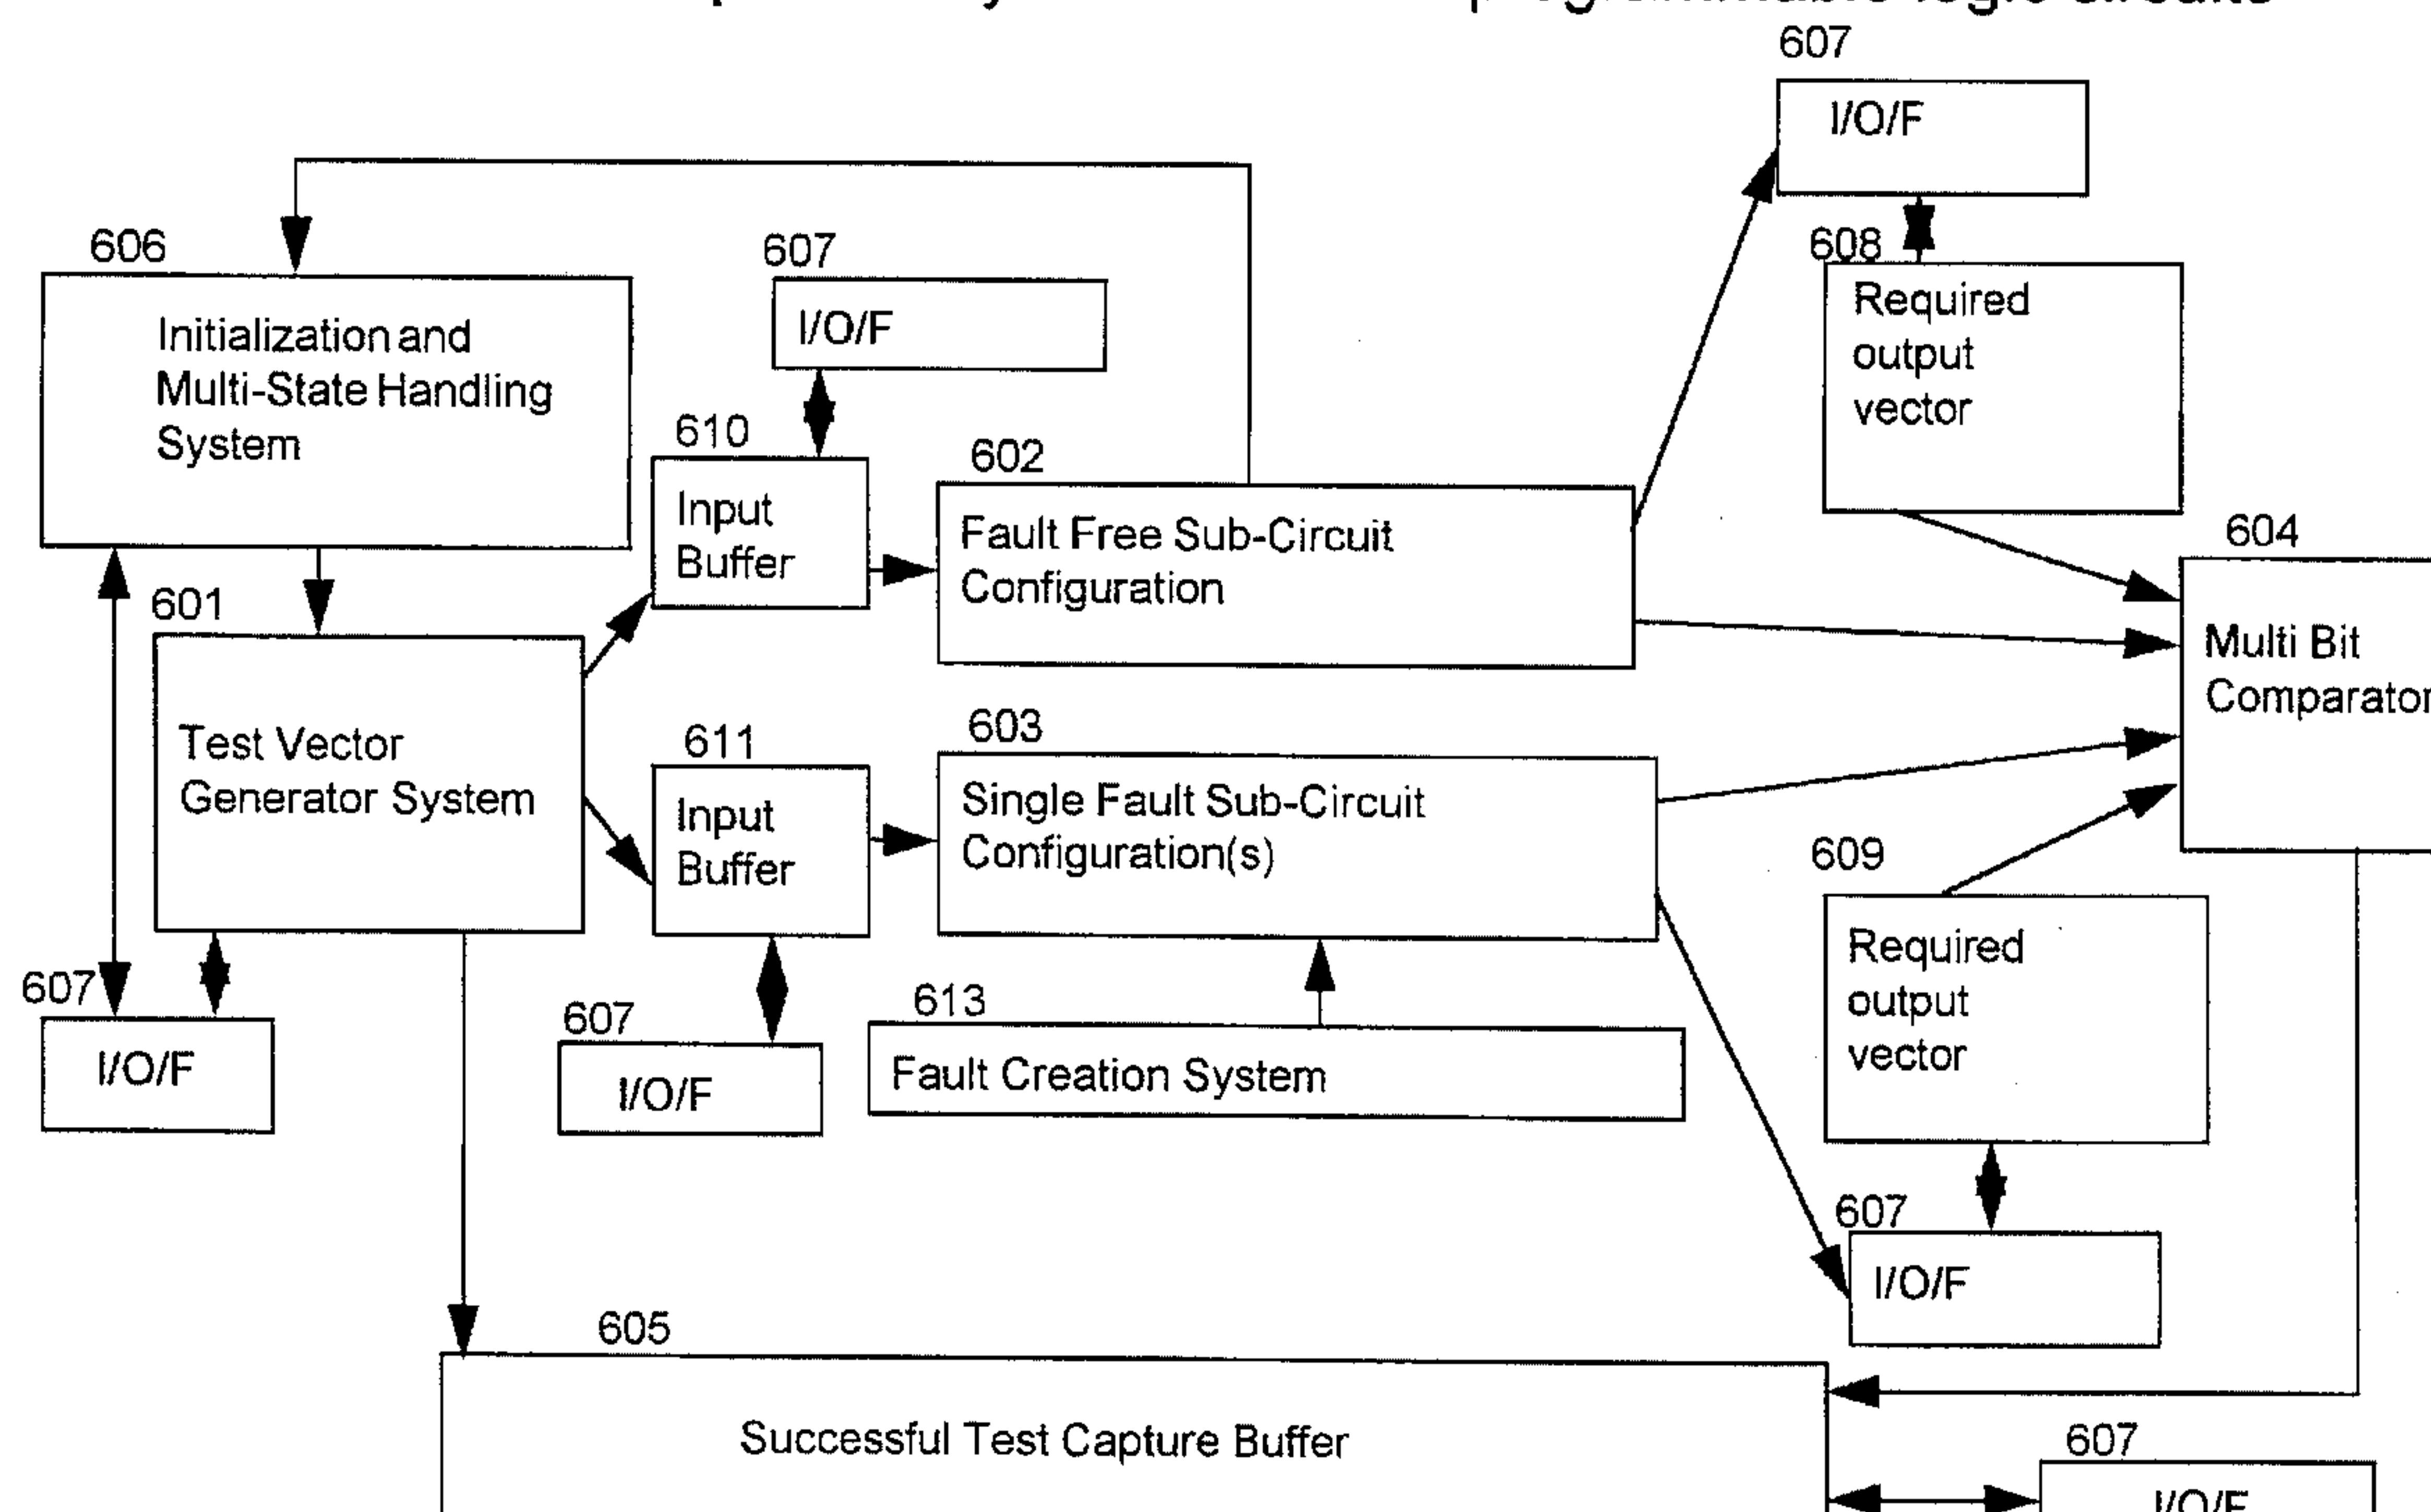 programmable logic circuits
607
I/O/F
606
607
608
Initialization and
Multi-State Handling
System
I/O/F
Required
output
vector
610
602
604
Input
Buffer
Fault Free Sub-Circuit
Configuration
601
Multi Bit
Comparator
Test Vector
Generator System
611
603
Input
Buffer
Single Fault Sub-Circuit
Configuration(s)
609
Required
output
vector
607
I/O/F
607
I/O/F
613
Fault Creation System
607
I/O/F
605
Successful Test Capture Buffer
607
I/O/F